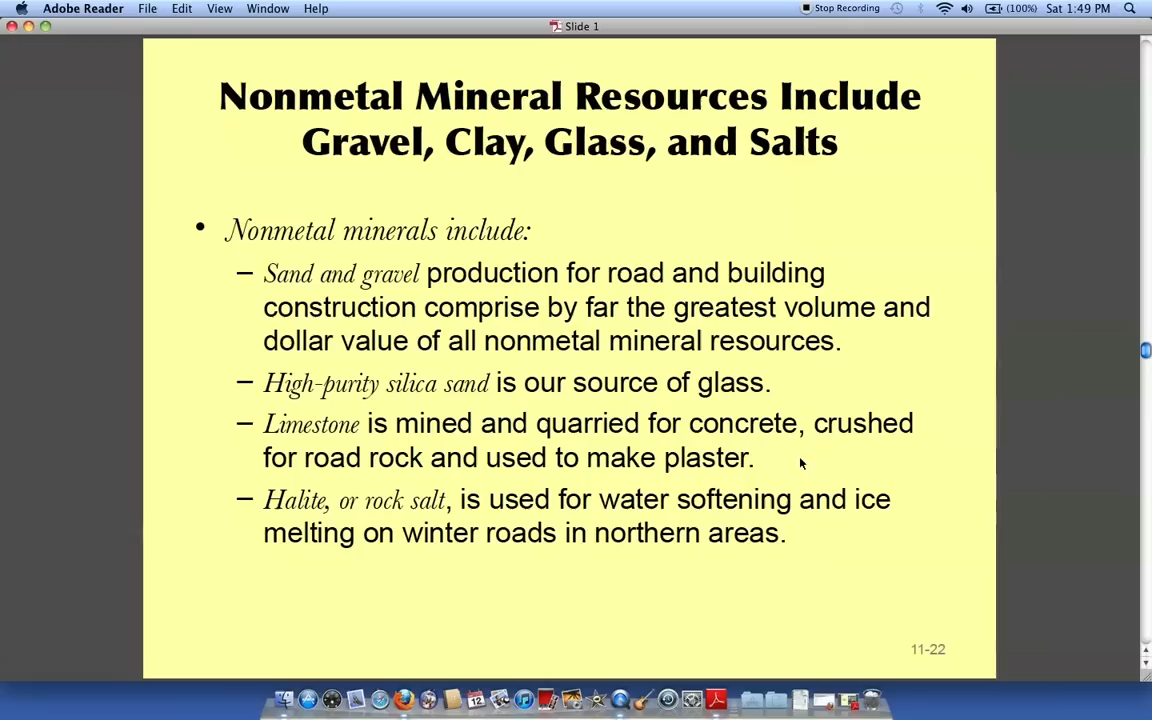 Adobe Reader File Edit View Window Help Stop Recording (100%) Sat 1:49 PM
Slide 1
Nonmetal Mineral Resources Include
Gravel, Clay, Glass, and Salts
• Nonmetal minerals include:
– Sand and gravel production for road and building
construction comprise by far the greatest volume and
dollar value of all nonmetal mineral resources.
– High-purity silica sand is our source of glass.
– Limestone is mined and quarried for concrete, crushed
for road rock and used to make plaster.
– Halite, or rock salt, is used for water softening and ice
melting on winter roads in northern areas.
11-22
12